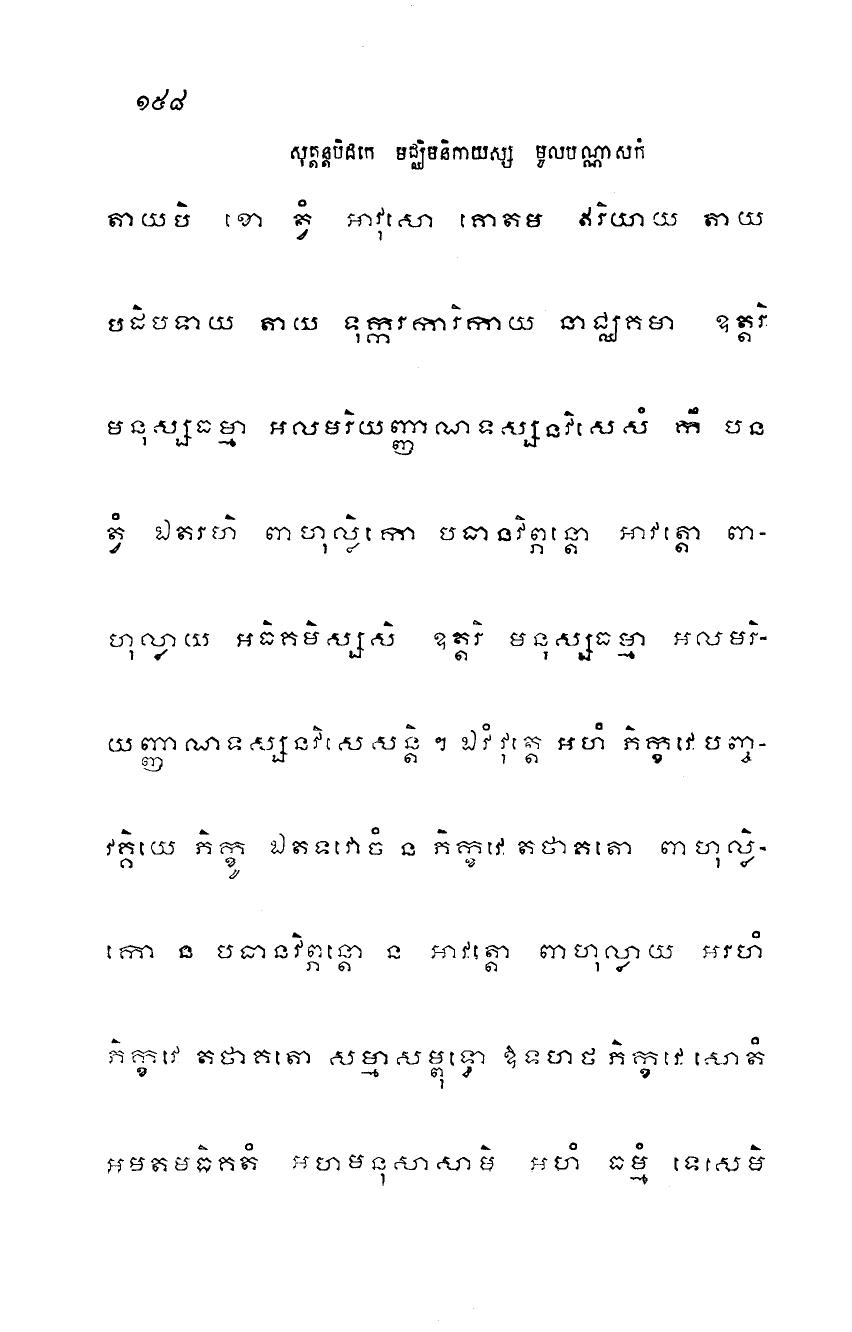 ១៥៨
សុត្តន្តបិដកេ មជ្ឈិមនិកាយស្ស មូលបណ្ណាសកំ
តាយបិ ខោ ត្វំ អាវុសោ គោតម ឥរិយាយ តាយ
បដិបទាយ តាយ ទុក្ករការិកាយ នាជ្ឈគមា ឧត្តរិ
មនុស្សធម្មា អលមរិយញ្ញាណទស្សនវិសេសំ កឹ បន
ត្វំ ឯតរហិ ពាហុល្លិកោ បធានវិព្ភន្តោ អាវត្តោ ពា-
ហុល្លាយ អធិគមិស្សសិ ឧត្តរិ មនុស្សធម្មា អលមរិ-
យញ្ញាណទស្សនវិសេសន្តិ ។ ឯវំវុត្តេ អហំ ភិក្ខវេ បញ្ច-
វគ្គិយេ ភិក្ខូ ឯតទវោចំ ន ភិក្ខវេ តថាគតោ ពាហុល្លិ-
កោ ន បធានវិព្ភន្តោ ន អាវត្តោ ពាហុល្លាយ អរហំ
ភិក្ខវេ តថាគតោ សម្មាសម្ពុទ្ធោ ឱទហថ ភិក្ខវេ សោតំ
អមតមធិគតំ អហមនុសាសាមិ អហំ ធម្មំ ទេសេមិ